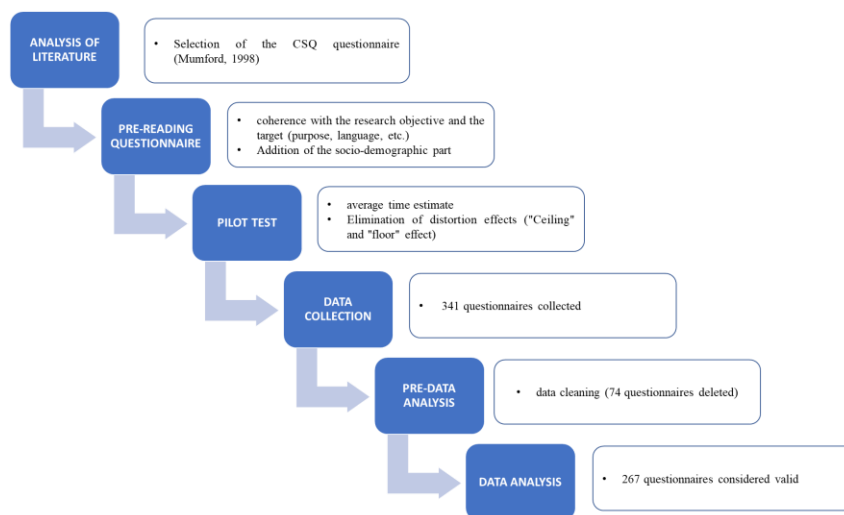 ANALYSIS OF
LITERATURE
• Selection of the CSQ questionnaire
(Mumford, 1998)
PRE-READING
QUESTIONNAIRE
• coherence with the research objective and the
target (purpose, language, etc.)
• Addition of the socio-demographic part
PILOT TEST
• average time estimate
• Elimination of distortion effects ("Ceiling"
and "floor" effect)
DATA
COLLECTION
• 341 questionnaires collected
PRE-DATA
ANALYSIS
• data cleaning (74 questionnaires deleted)
DATA ANALYSIS
• 267 questionnaires considered valid